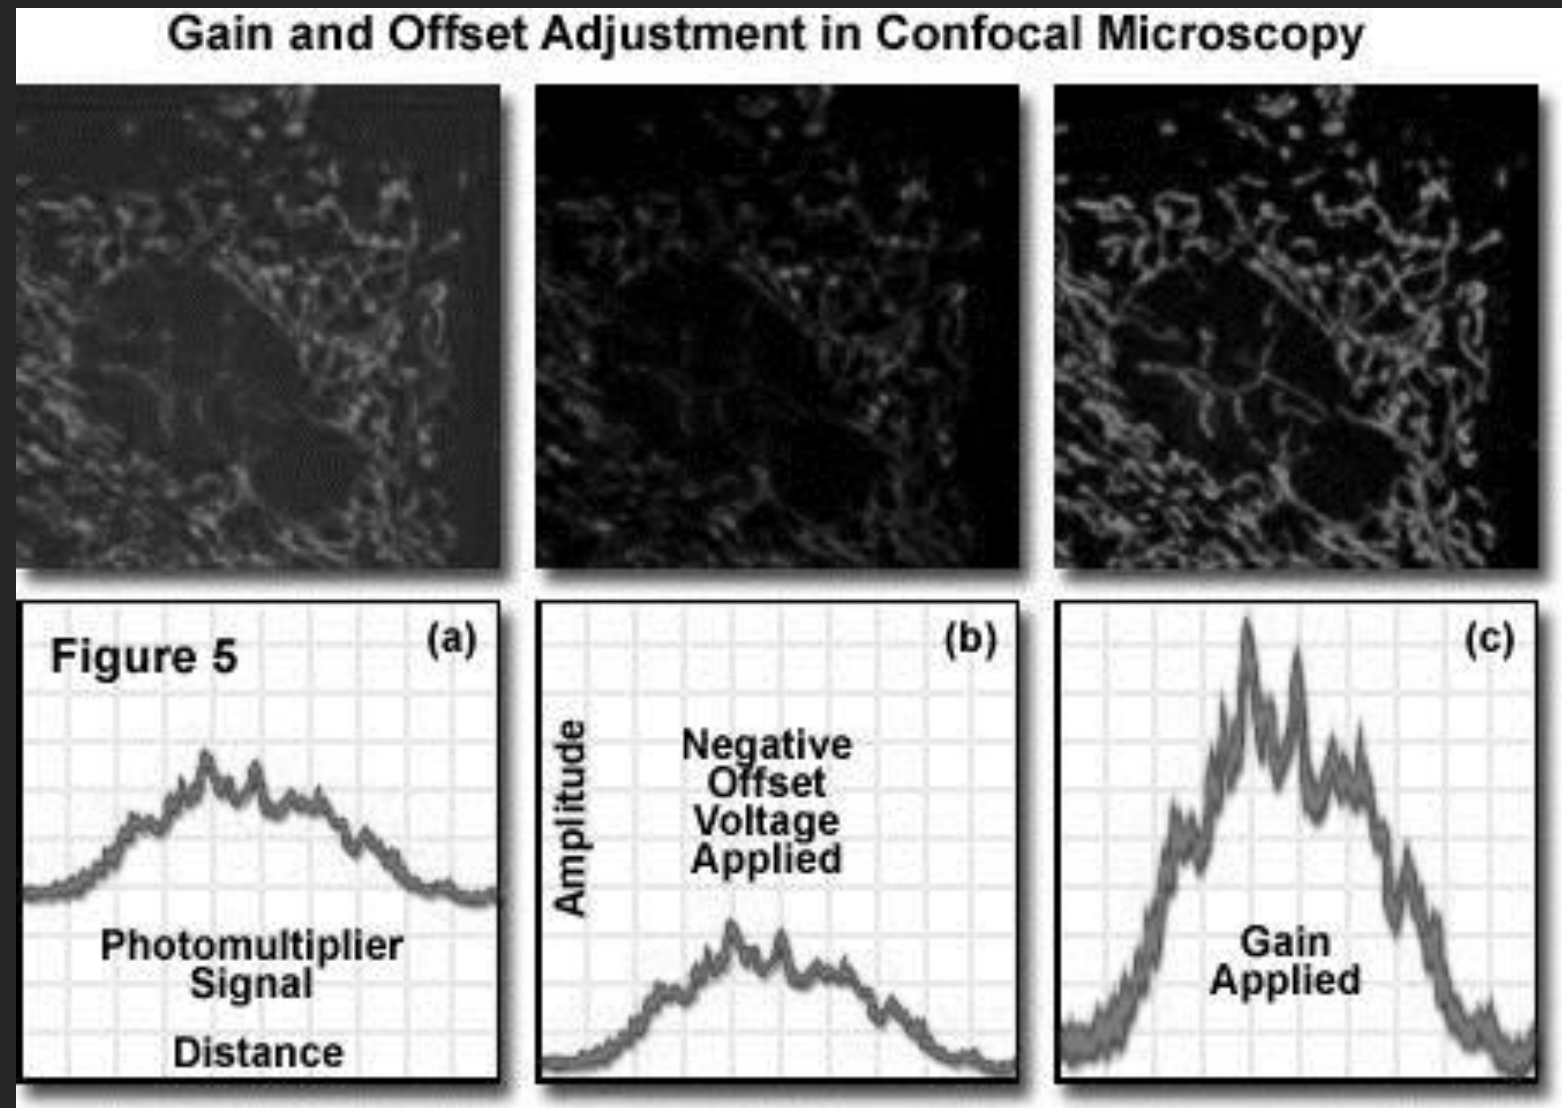 Gain and Offset Adjustment in Confocal Microscopy
Figure 5
(a)
Photomultiplier
Signal
Distance
(b)
Amplitude
Negative
Offset
Voltage
Applied
(c)
Gain
Applied